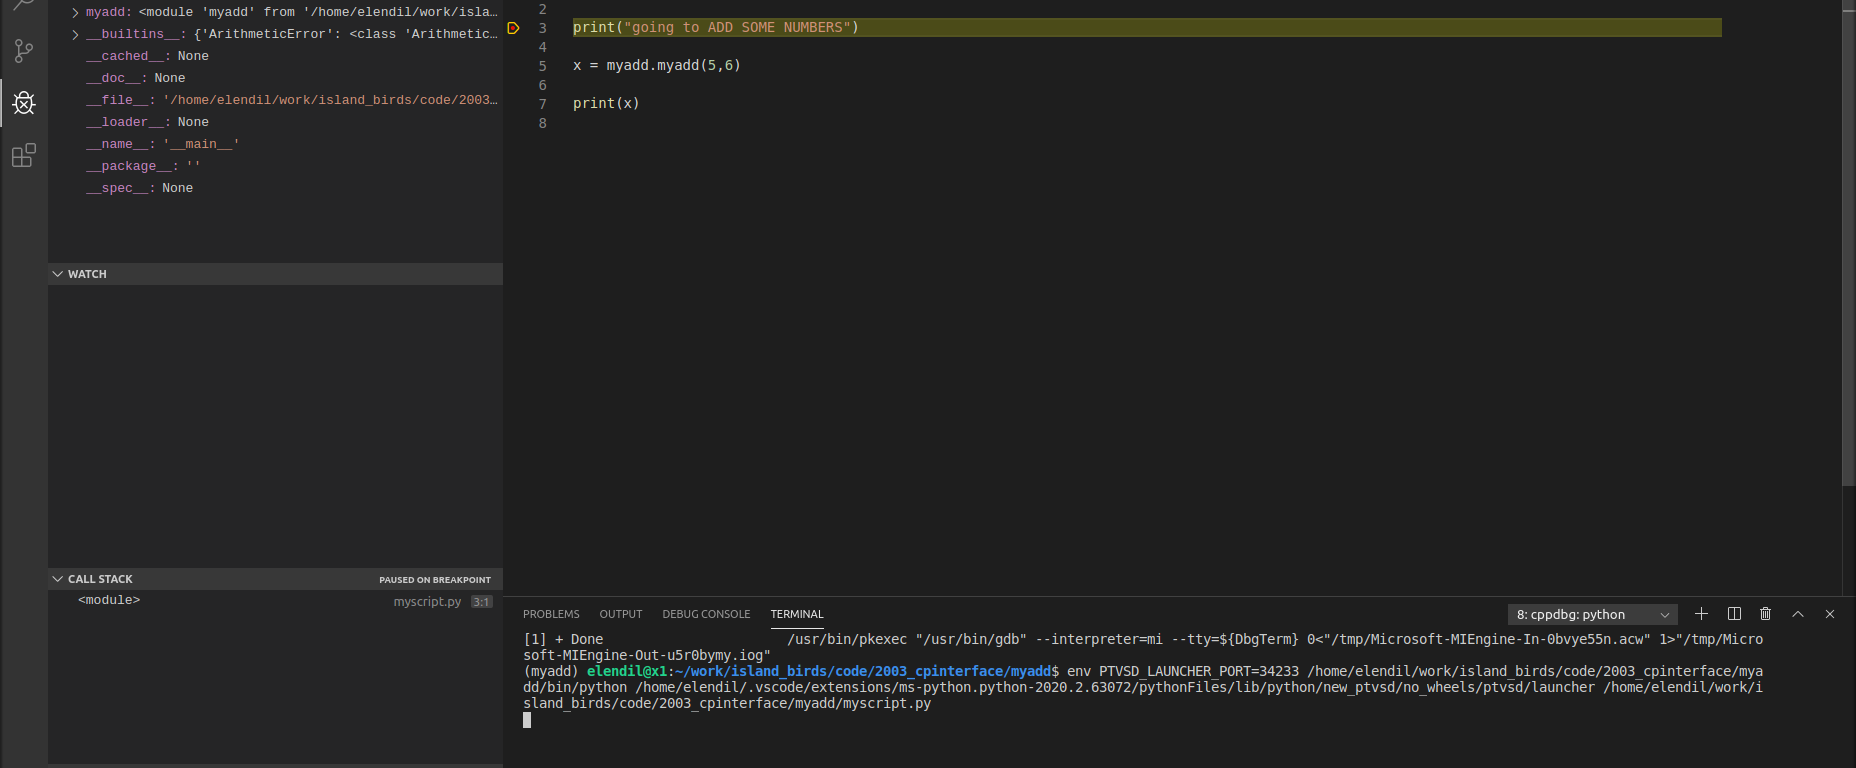 myadd: <module 'myadd' from '/home/elendil/work/isla…
__builtins__: {'ArithmeticError': <class 'Arithmetic…
__cached__: None
__doc__: None
__file__: '/home/elendil/work/island_birds/code/2003…
__loader__: None
__name__: '__main__'
__package__: ''
__spec__: None
WATCH
CALL STACK PAUSED ON BREAKPOINT
<module> myscript.py 3:1
2
3 print("going to ADD SOME NUMBERS")
4
5 x = myadd.myadd(5,6)
6
7 print(x)
8
PROBLEMS OUTPUT DEBUG CONSOLE TERMINAL 8: cppdbg: python
[1] + Done /usr/bin/pkexec "/usr/bin/gdb" --interpreter=mi --tty=${DbgTerm} 0<"/tmp/Microsoft-MIEngine-In-0bvye55n.acw" 1>"/tmp/Micro
soft-MIEngine-Out-u5r0bymy.iog"
(myadd) elendil@x1:~/work/island_birds/code/2003_cpinterface/myadd$ env PTVSD_LAUNCHER_PORT=34233 /home/elendil/work/island_birds/code/2003_cpinterface/mya
dd/bin/python /home/elendil/.vscode/extensions/ms-python.python-2020.2.63072/pythonFiles/lib/python/new_ptvsd/no_wheels/ptvsd/launcher /home/elendil/work/i
sland_birds/code/2003_cpinterface/myadd/myscript.py